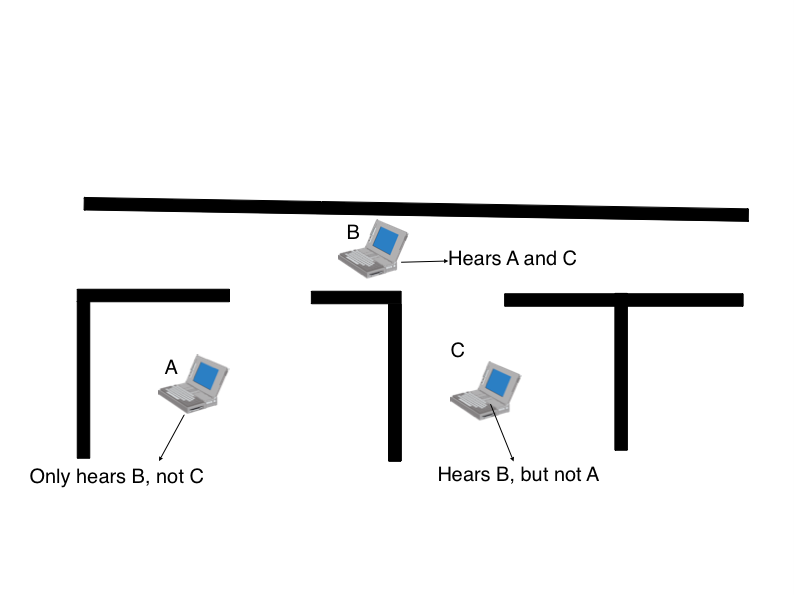 B
Hears A and C
A
C
Only hears B, not C
Hears B, but not A